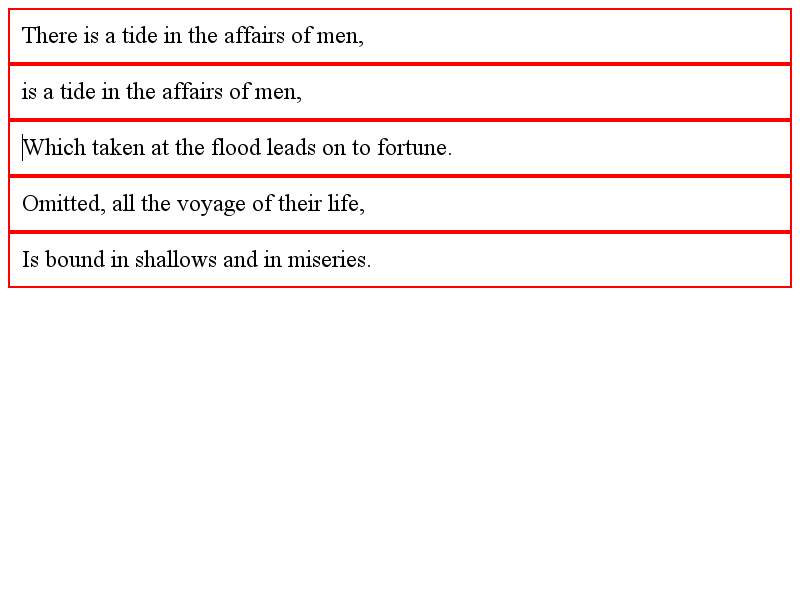 There is a tide in the affairs of men,
is a tide in the affairs of men,
Which taken at the flood leads on to fortune.
Omitted, all the voyage of their life,
Is bound in shallows and in miseries.